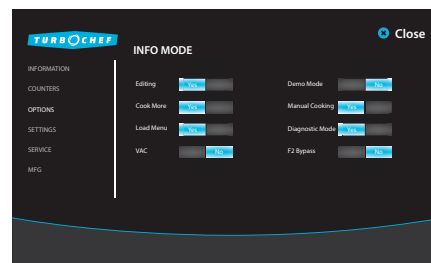 TURBOCHEF
Close
INFO MODE
INFORMATION
COUNTERS
OPTIONS
SETTINGS
SERVICE
MFG
Editing Yes
Demo Mode No
Cook More Yes
Manual Cooking Yes
Load Menu Yes
Diagnostic Mode Yes
VAC No
F2 Bypass No